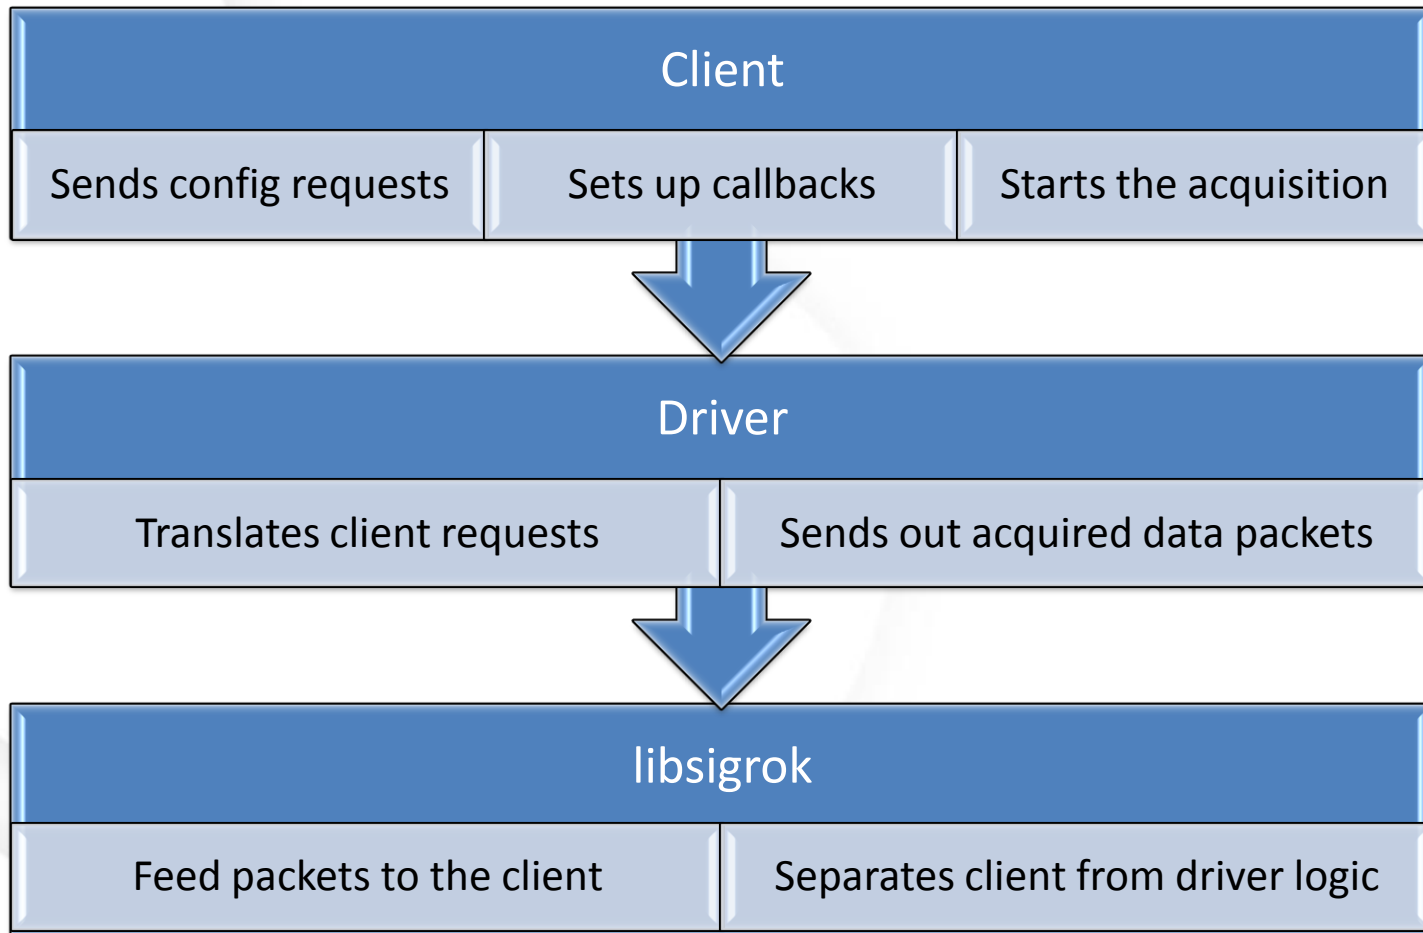 Client
Sends config requests
Sets up callbacks
Starts the acquisition
Driver
Translates client requests
Sends out acquired data packets
libsigrok
Feed packets to the client
Separates client from driver logic